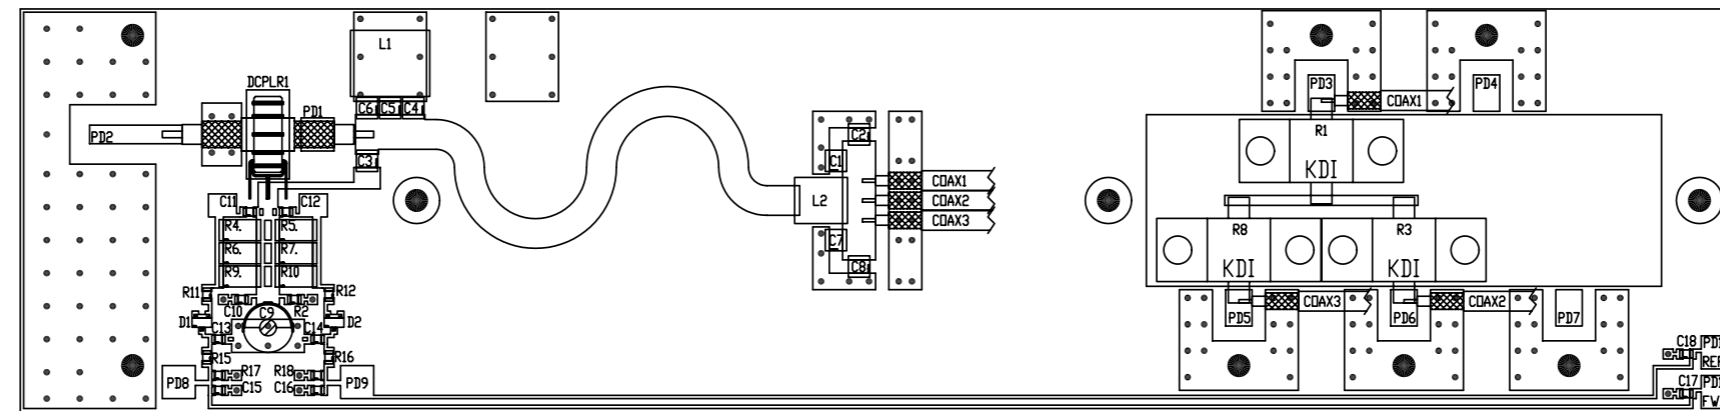 L1
DCPLR1
PD1
PD2
C6 C5 C4
C3
C11 C12
R4. R5.
R6. R7.
R9. R10
R11 R12
C10 C9 R2
D1 D2
C13 C14
R15 R16
R17 R18
C15 C16
PD8 PD9
C2
C1
L2
C7
C8
COAX1
COAX2
COAX3
PD3 PD4
COAX1
R1
KDI
R8 R3
KDI KDI
COAX3 COAX2
PD5 PD6 PD7
C18
C17